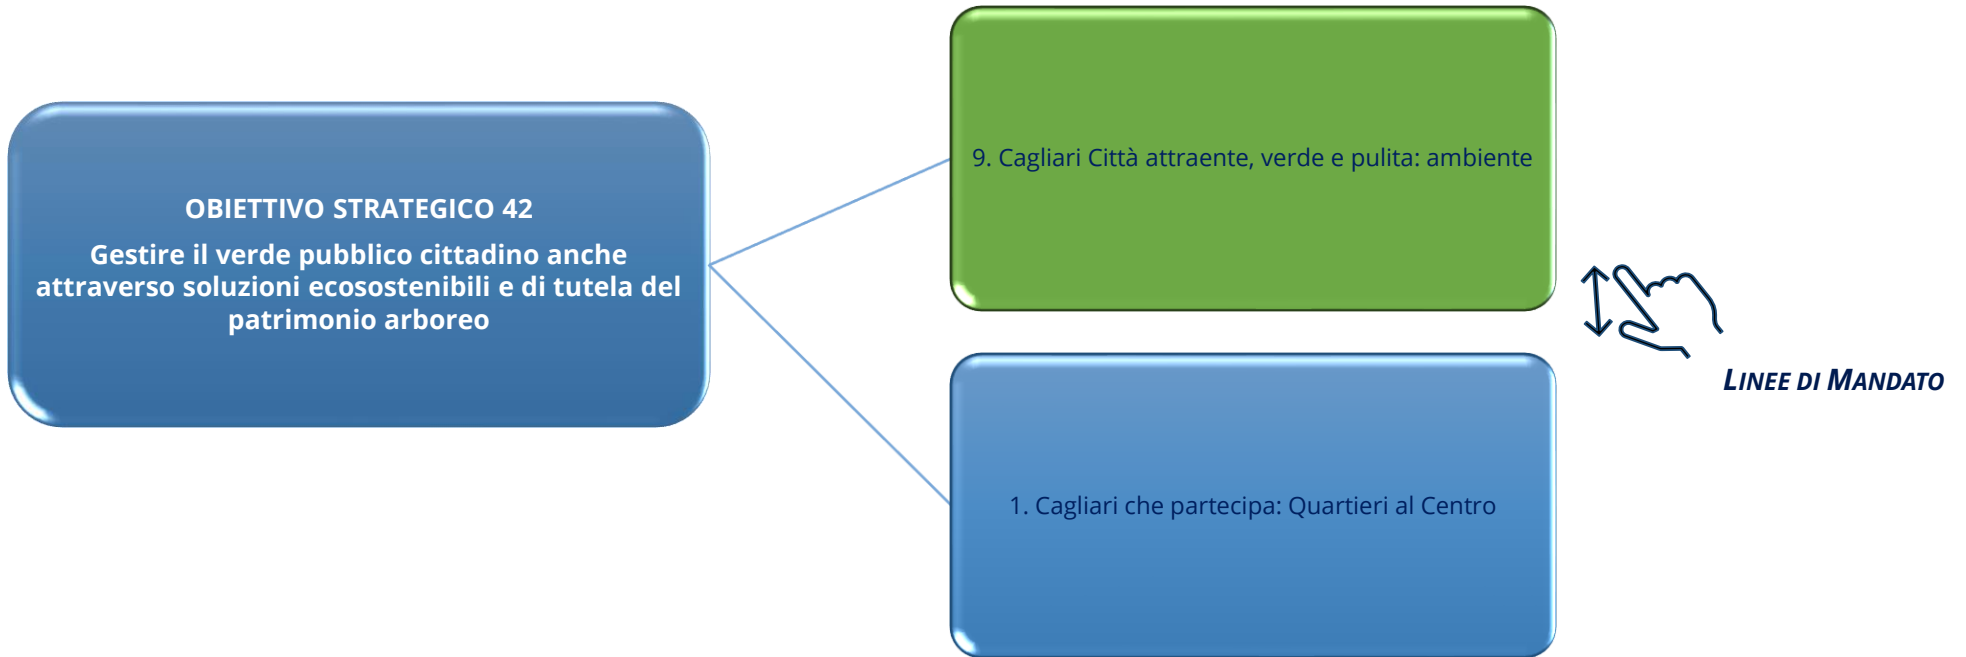 OBIETTIVO STRATEGICO 42
Gestire il verde pubblico cittadino anche
attraverso soluzioni ecosostenibili e di tutela del
patrimonio arboreo
9. Cagliari Città attraente, verde e pulita: ambiente
1. Cagliari che partecipa: Quartieri al Centro
LINEE DI MANDATO